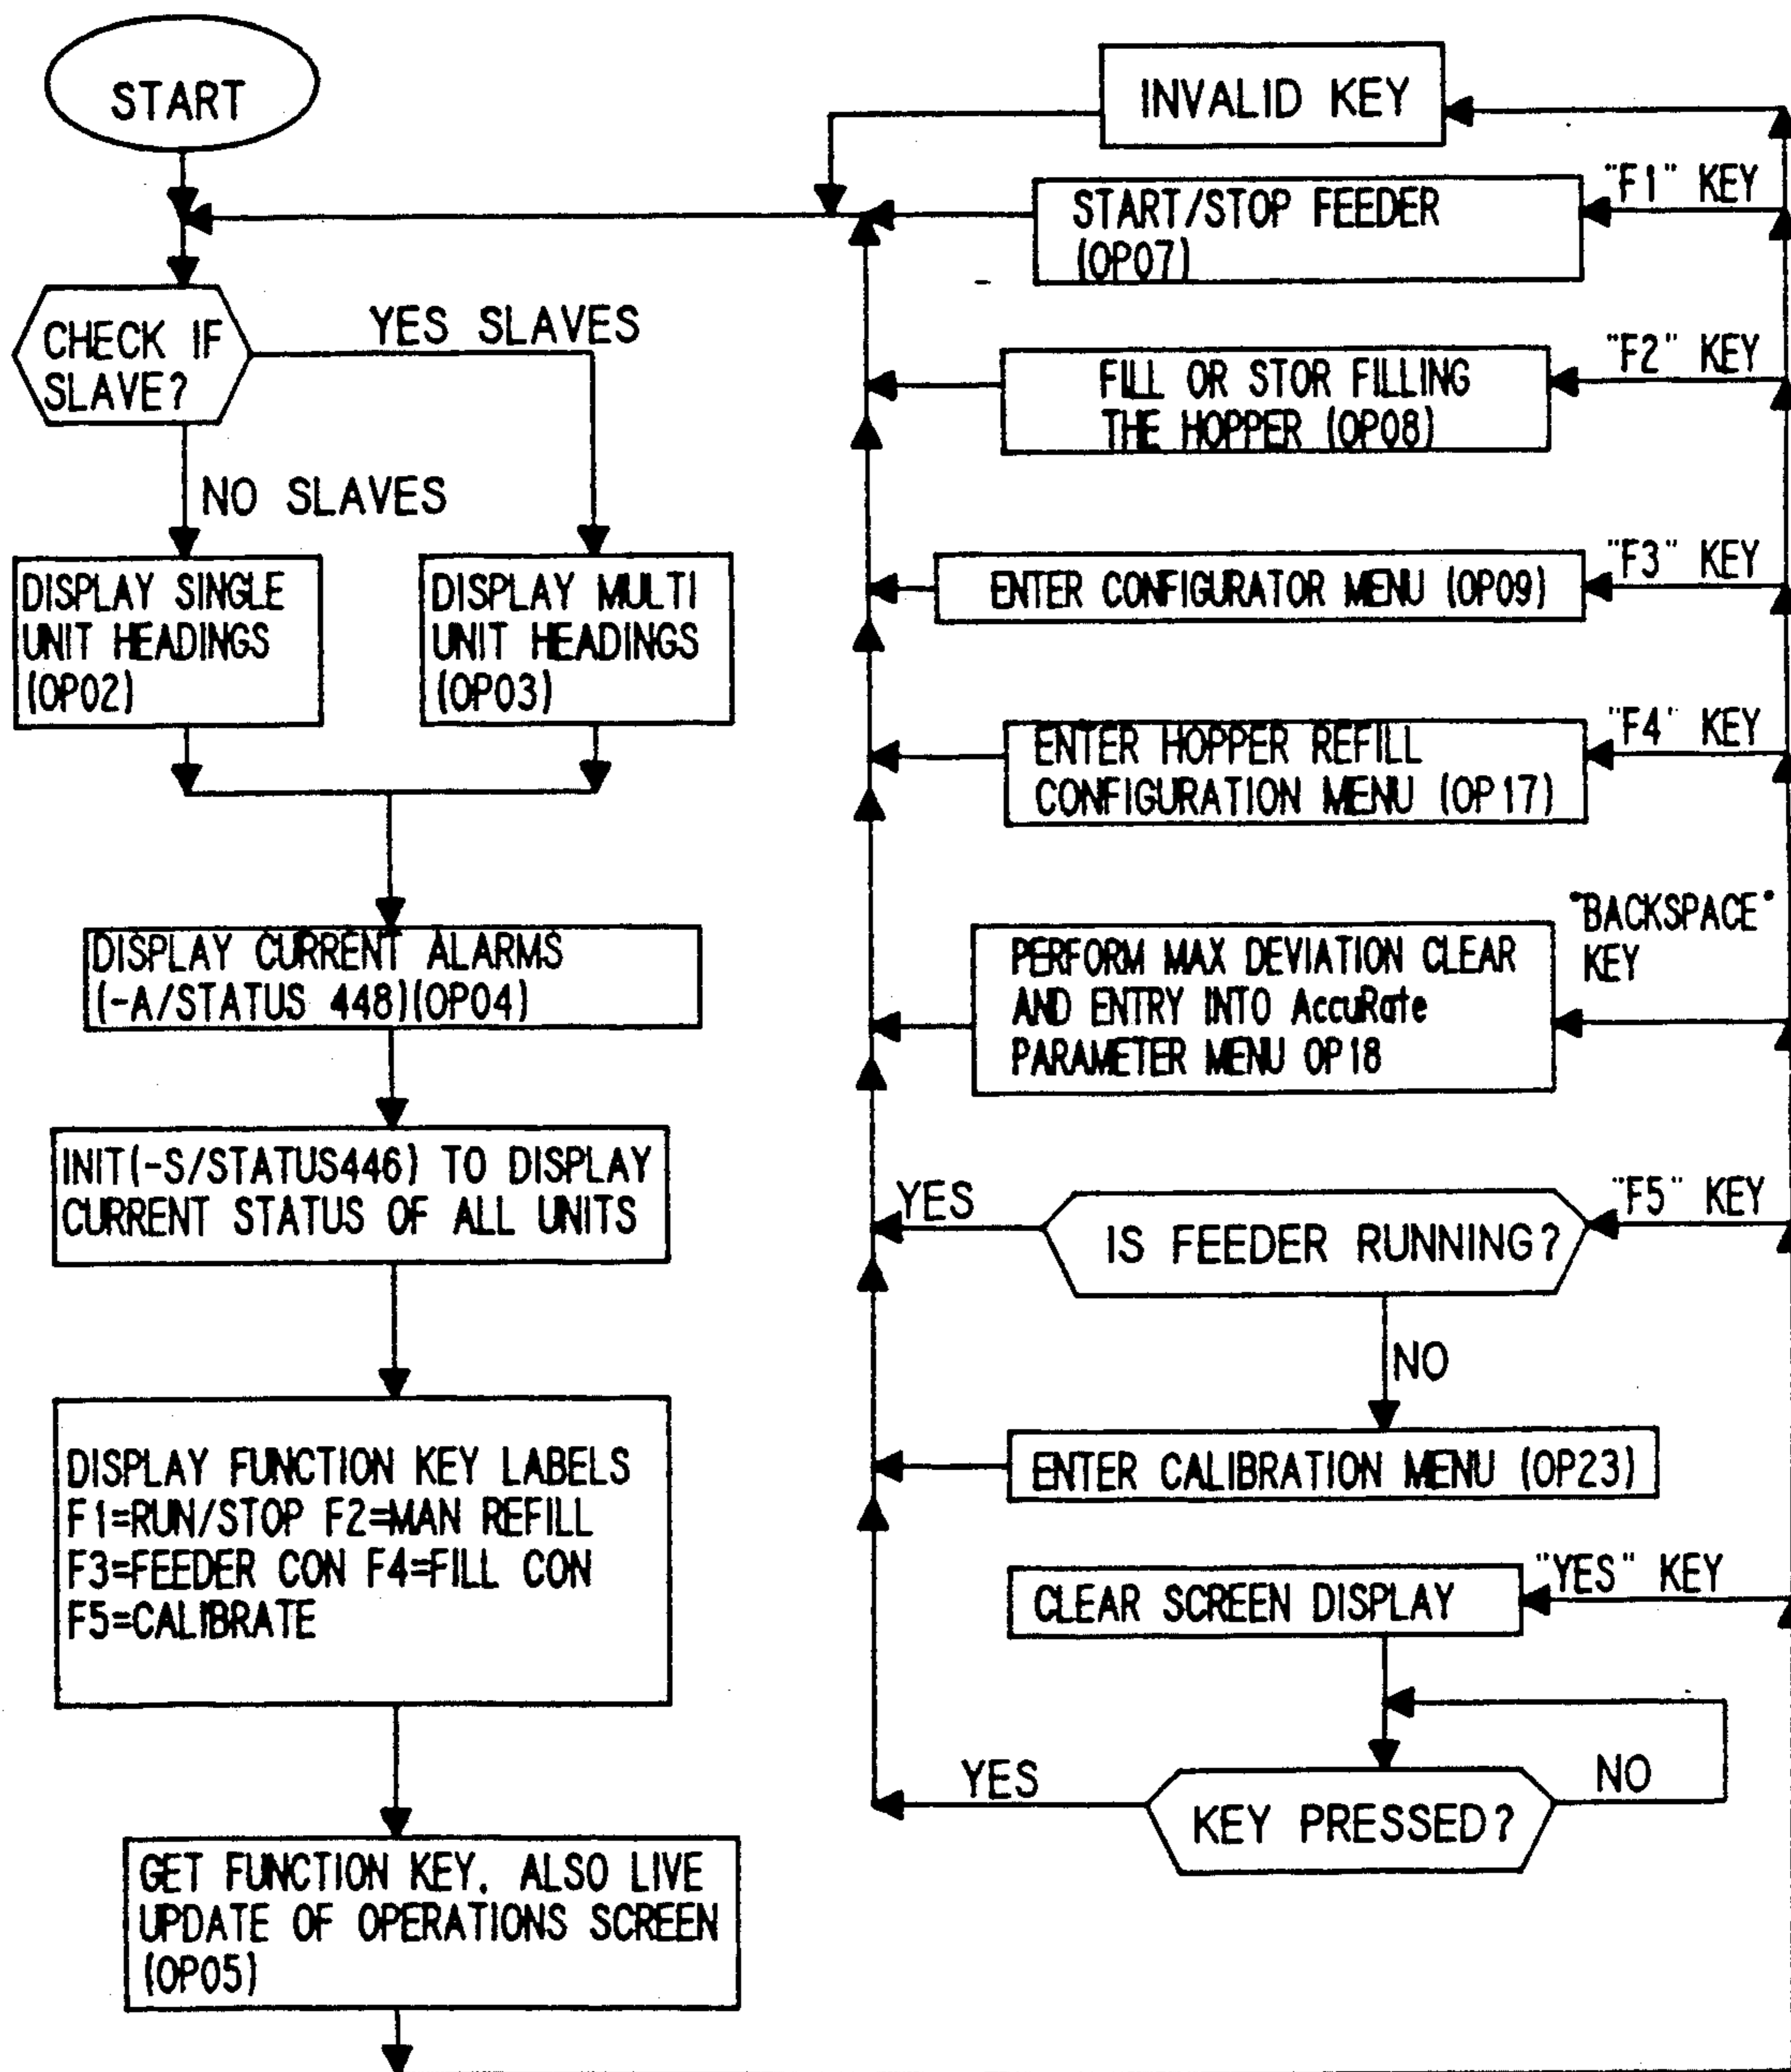 START
CHECK IF
SLAVE?
YES SLAVES
NO SLAVES
DISPLAY SINGLE
UNIT HEADINGS
(OP02)
DISPLAY MULTI
UNIT HEADINGS
(OP03)
DISPLAY CURRENT ALARMS
(-A/STATUS 448)(OP04)
INIT(-S/STATUS446) TO DISPLAY
CURRENT STATUS OF ALL UNITS
DISPLAY FUNCTION KEY LABELS
F1=RUN/STOP F2=MAN REFILL
F3=FEEDER CON F4=FILL CON
F5=CALIBRATE
GET FUNCTION KEY. ALSO LIVE
UPDATE OF OPERATIONS SCREEN
(OP05)
INVALID KEY
"F1" KEY
START/STOP FEEDER
(OP07)
"F2" KEY
FILL OR STOR FILLING
THE HOPPER (OP08)
"F3" KEY
ENTER CONFIGURATOR MENU (OP09)
"F4" KEY
ENTER HOPPER REFILL
CONFIGURATION MENU (OP17)
"BACKSPACE"
KEY
PERFORM MAX DEVIATION CLEAR
AND ENTRY INTO AccuRate
PARAMETER MENU OP18
"F5" KEY
YES
IS FEEDER RUNNING?
NO
ENTER CALIBRATION MENU (OP23)
"YES" KEY
CLEAR SCREEN DISPLAY
YES
KEY PRESSED?
NO